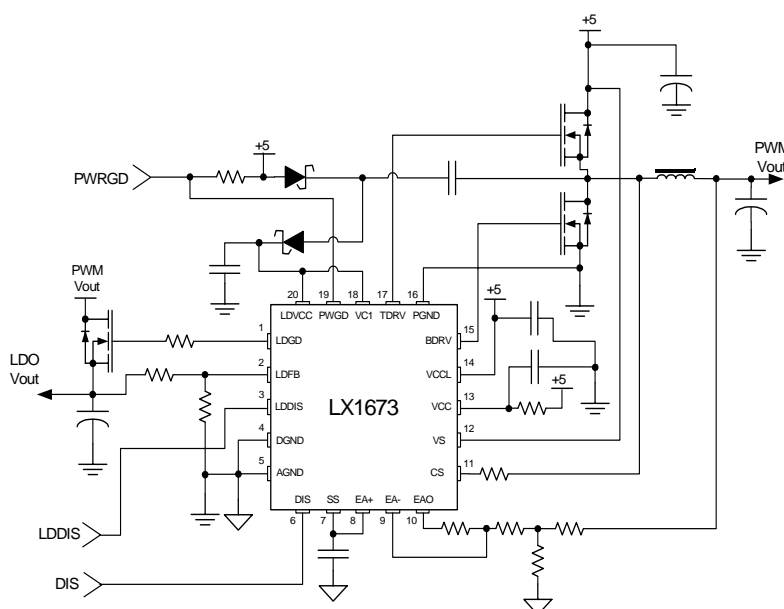 +5
PWM
Vout
+5
PWRGD
PWM
Vout
20 19 18 17 16
LDVCC PWGD VC1 TDRV PGND
+5
1 LDGD
BDRV 15
LDO
Vout
2 LDFB
VCCL 14
3 LDDIS
LX1673
VCC 13
+5
4 DGND
VS 12
5 AGND
CS 11
DIS SS EA+ EA- EAO
6 7 8 9 10
LDDIS
DIS